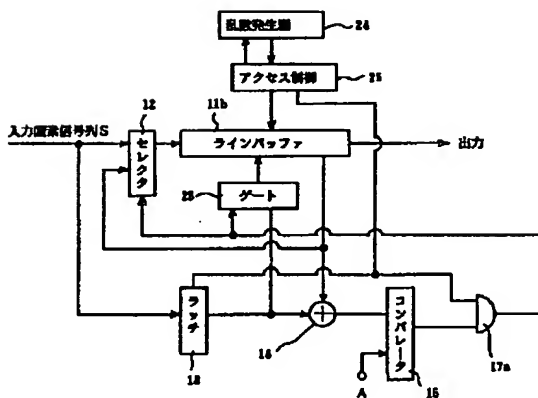 乱数発生器
24
アクセス制御
25
12
11b
入力画素信号列S
セレクタ
ラインバッファ
出力
23
ゲート
ラッチ
13
14
コンパレータ
A
15
17a